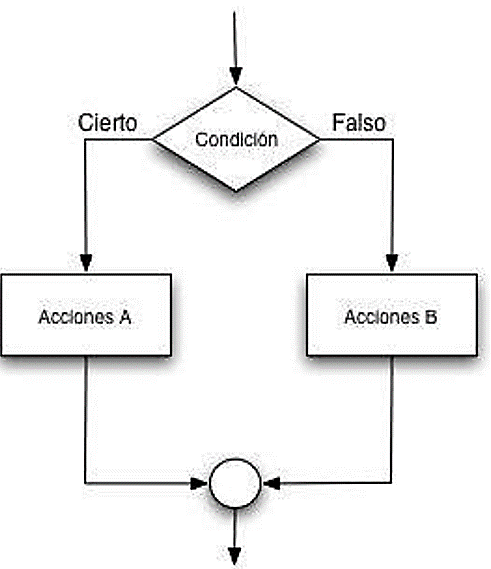 Cierto
Falso
Condición
Acciones A
Acciones B